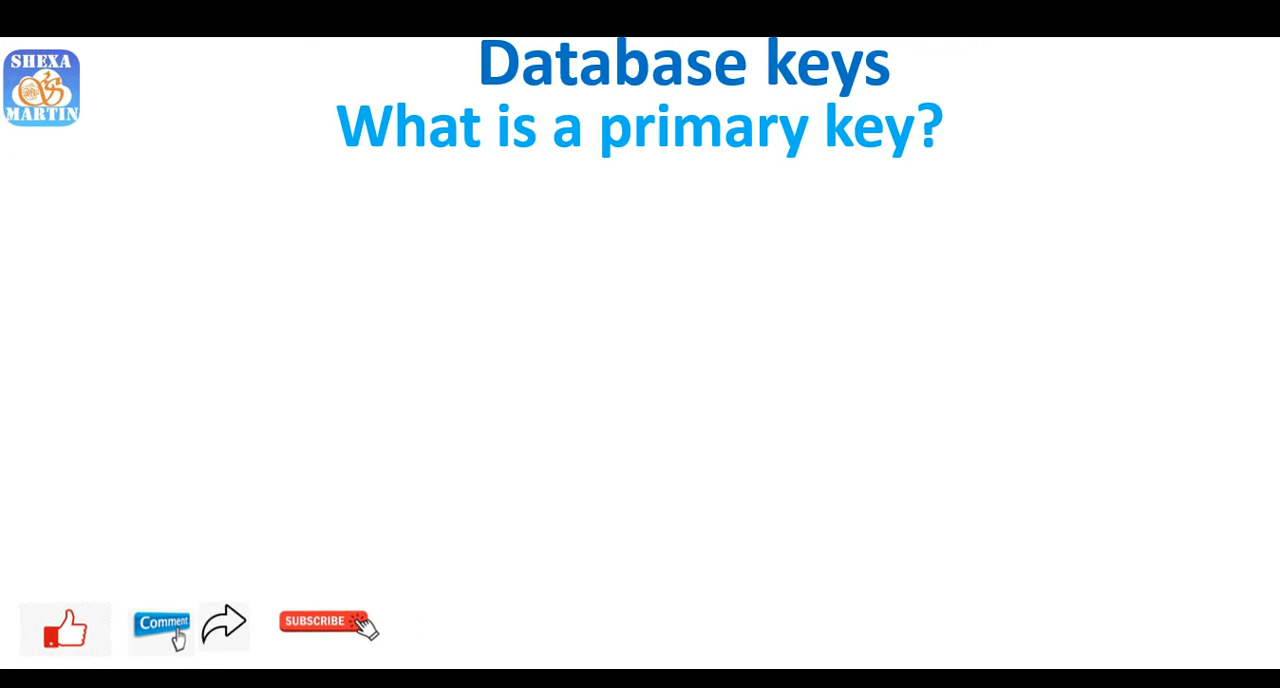 SHEXA
MARTIN
Database keys
What is a primary key?
Comment
SUBSCRIBE